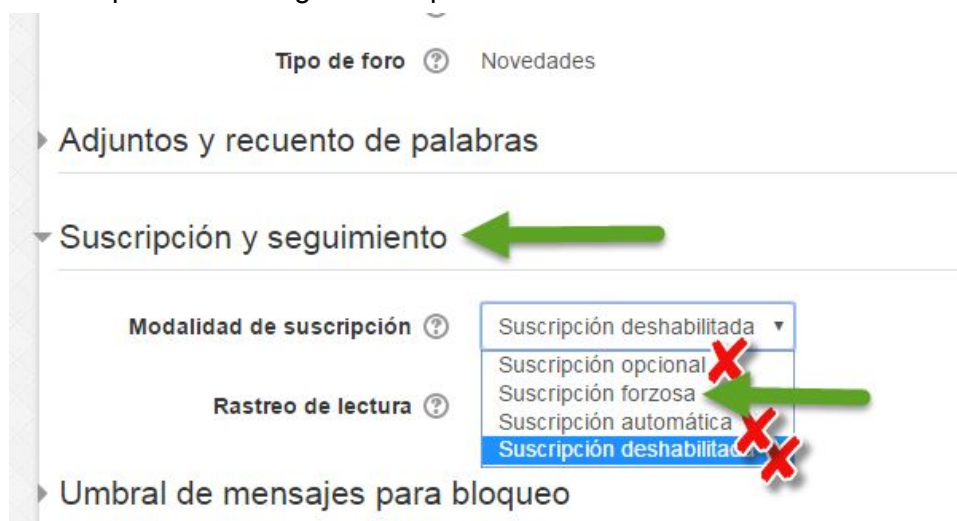 Tipo de foro Novedades
Adjuntos y recuento de palabras
Suscripción y seguimiento
Modalidad de suscripción Suscripción deshabilitada
Suscripción opcional
Suscripción forzosa
Rastreo de lectura
Suscripción automática
Suscripción deshabilitada
Umbral de mensajes para bloqueo